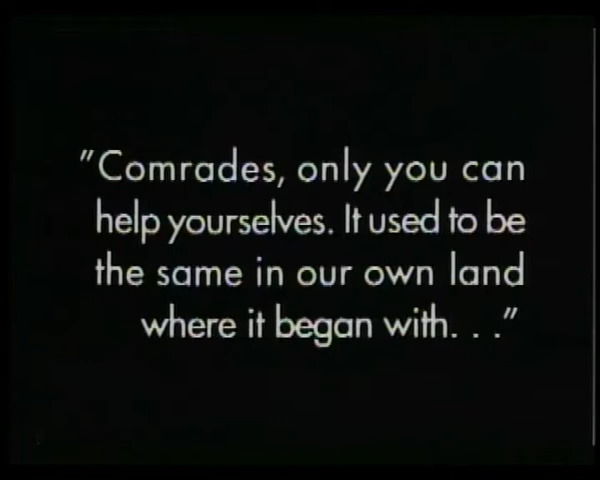 "Comrades, only you can
help yourselves. It used to be
the same in our own land
where it began with. . ."